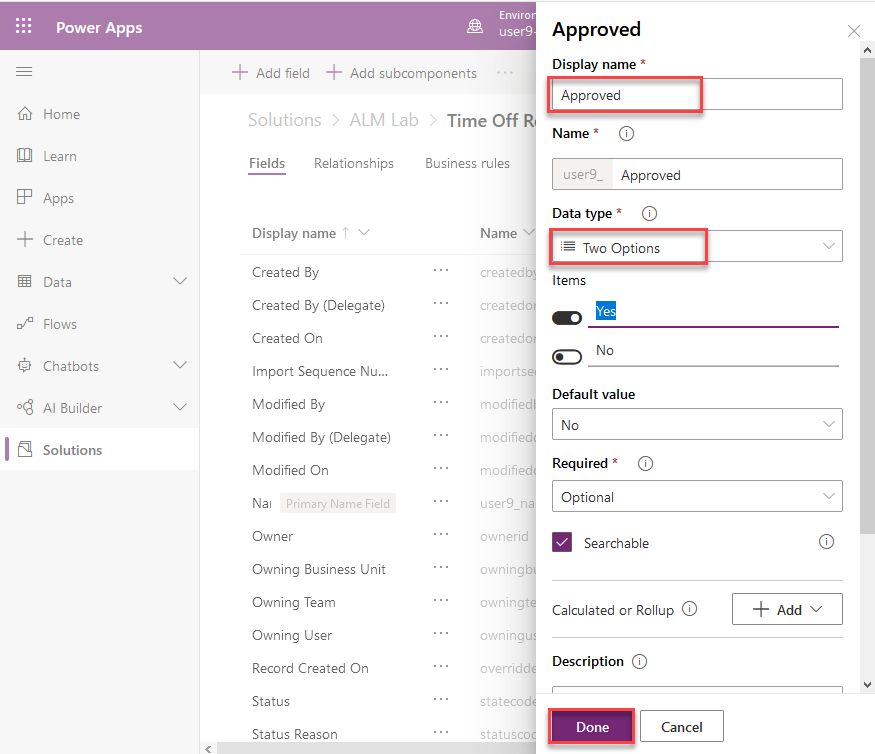 Power Apps
Environ
user9-
Home
Learn
Apps
Create
Data
Flows
Chatbots
AI Builder
Solutions
Add field
Add subcomponents
Solutions > ALM Lab > Time Off Re
Fields
Relationships
Business rules
Display name
Name
Created By
createdby
Created By (Delegate)
createdon
Created On
createdon
Import Sequence Nu...
importseq
Modified By
modifiedb
Modified By (Delegate)
modifiedo
Modified On
modifiedo
Nar Primary Name Field
user9_na
Owner
ownerid
Owning Business Unit
owningbu
Owning Team
owningte
Owning User
owningus
Record Created On
overridde
Status
statecode
Status Reason
statuscod
Approved
Display name *
Approved
Name *
user9_ Approved
Data type *
Two Options
Items
Yes
No
Default value
No
Required *
Optional
Searchable
Calculated or Rollup
Add
Description
Done
Cancel